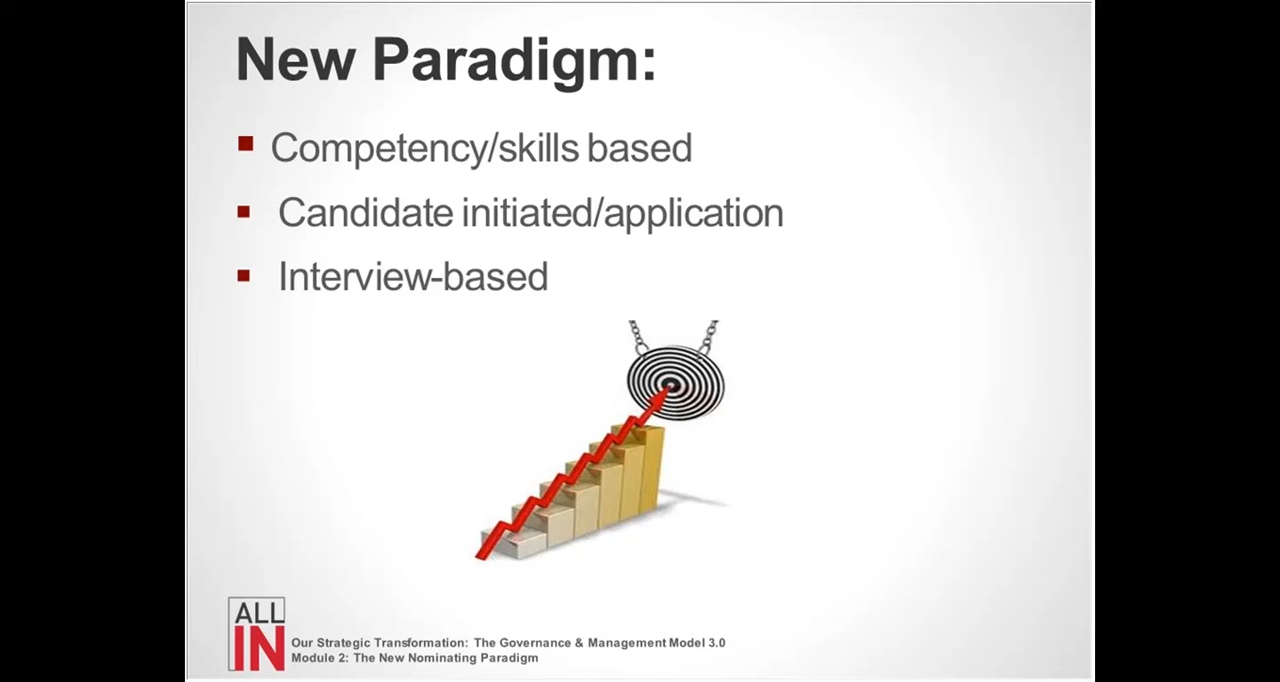 New Paradigm:
Competency/skills based
Candidate initiated/application
Interview-based
ALL
IN
Our Strategic Transformation: The Governance & Management Model 3.0
Module 2: The New Nominating Paradigm